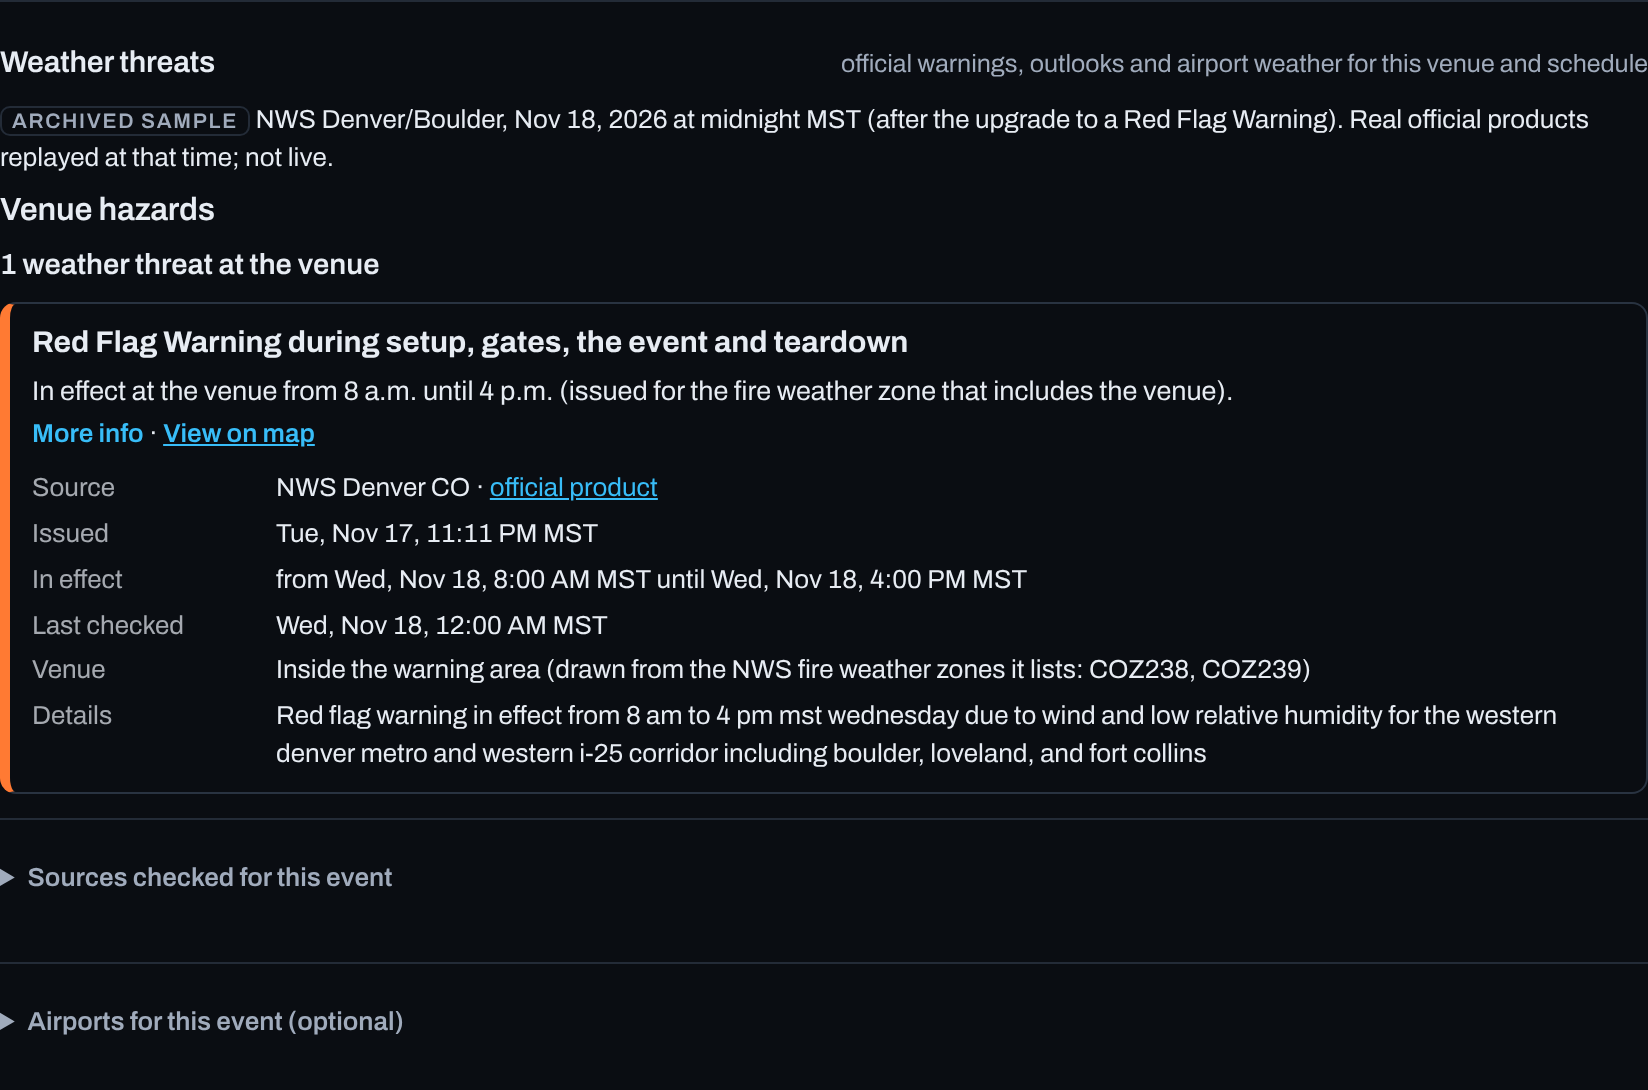 Weather threats
official warnings, outlooks and airport weather for this venue and schedule
ARCHIVED SAMPLE NWS Denver/Boulder, Nov 18, 2026 at midnight MST (after the upgrade to a Red Flag Warning). Real official products
replayed at that time; not live.
Venue hazards
1 weather threat at the venue
Red Flag Warning during setup, gates, the event and teardown
In effect at the venue from 8 a.m. until 4 p.m. (issued for the fire weather zone that includes the venue).
More info · View on map
Source NWS Denver CO · official product
Issued Tue, Nov 17, 11:11 PM MST
In effect from Wed, Nov 18, 8:00 AM MST until Wed, Nov 18, 4:00 PM MST
Last checked Wed, Nov 18, 12:00 AM MST
Venue Inside the warning area (drawn from the NWS fire weather zones it lists: COZ238, COZ239)
Details Red flag warning in effect from 8 am to 4 pm mst wednesday due to wind and low relative humidity for the western
denver metro and western i-25 corridor including boulder, loveland, and fort collins
Sources checked for this event
Airports for this event (optional)